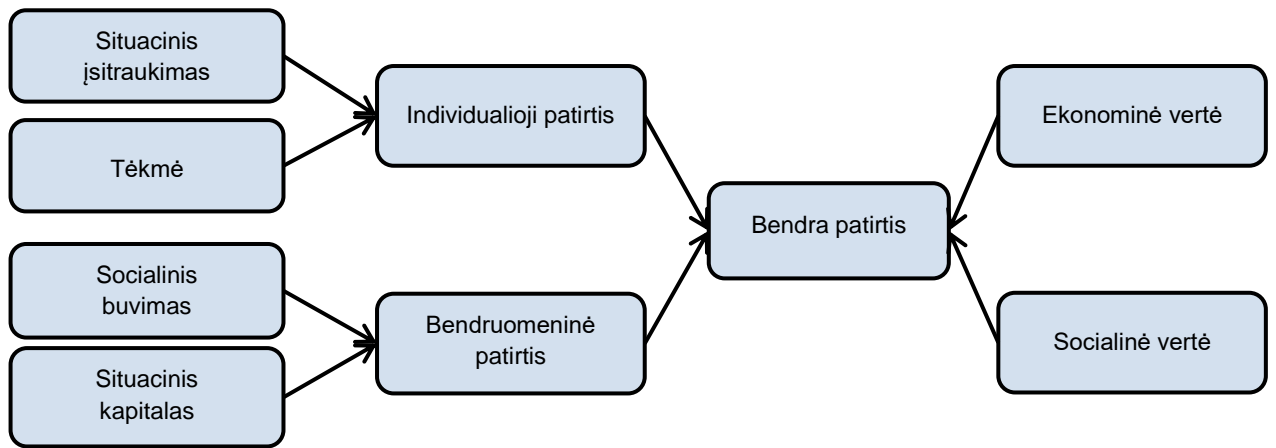 Situacinis
įsitraukimas
Tėkmė
Socialinis
buvimas
Situacinis
kapitalas
Individualioji patirtis
Bendruomeninė
patirtis
Bendra patirtis
Ekonominė vertė
Socialinė vertė